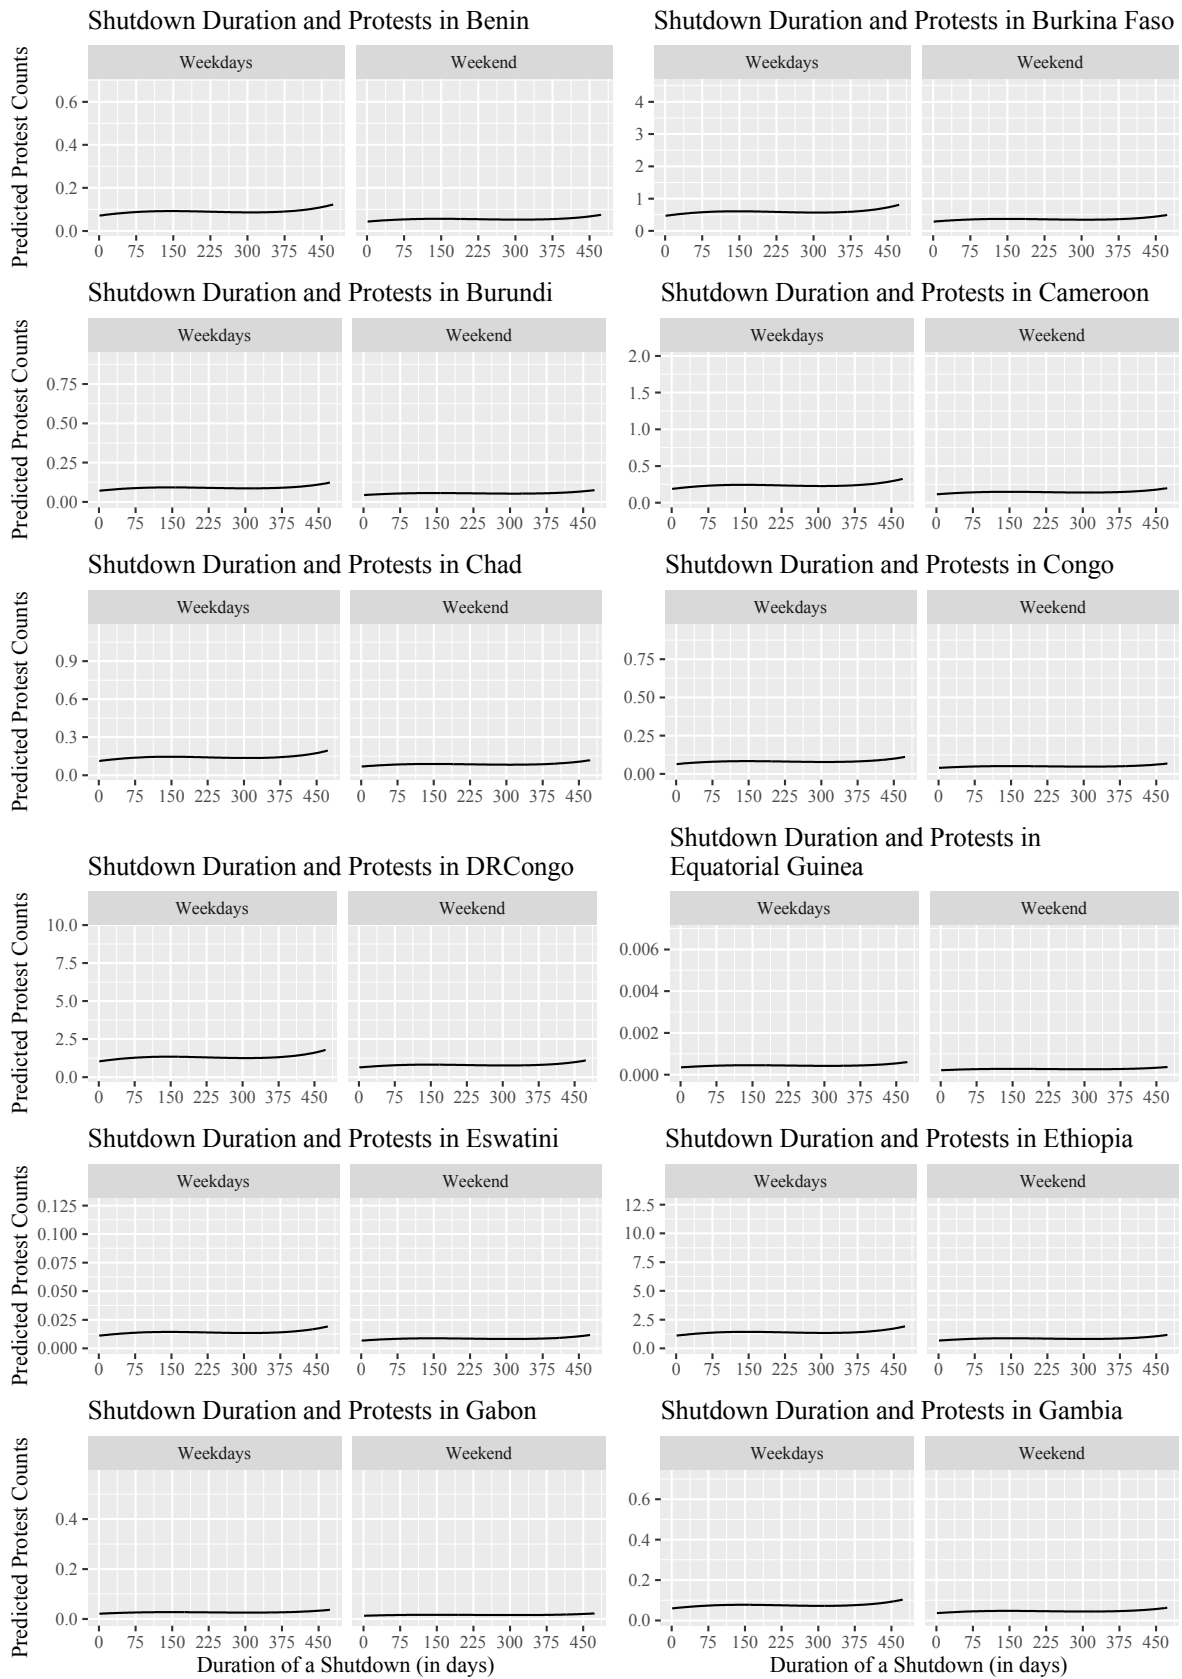 Shutdown Duration and Protests in Benin
Weekdays
Weekend
Predicted Protest Counts
0.6
0.4
0.2
0.0
0 75 150 225 300 375 450
0 75 150 225 300 375 450
Shutdown Duration and Protests in Burkina Faso
Weekdays
Weekend
4
3
2
1
0
0 75 150 225 300 375 450
0 75 150 225 300 375 450
Shutdown Duration and Protests in Burundi
Weekdays
Weekend
Predicted Protest Counts
0.75
0.50
0.25
0.00
0 75 150 225 300 375 450
0 75 150 225 300 375 450
Shutdown Duration and Protests in Cameroon
Weekdays
Weekend
2.0
1.5
1.0
0.5
0.0
0 75 150 225 300 375 450
0 75 150 225 300 375 450
Shutdown Duration and Protests in Chad
Weekdays
Weekend
Predicted Protest Counts
0.9
0.6
0.3
0.0
0 75 150 225 300 375 450
0 75 150 225 300 375 450
Shutdown Duration and Protests in Congo
Weekdays
Weekend
0.75
0.50
0.25
0.00
0 75 150 225 300 375 450
0 75 150 225 300 375 450
Shutdown Duration and Protests in DRCongo
Weekdays
Weekend
Predicted Protest Counts
10.0
7.5
5.0
2.5
0.0
0 75 150 225 300 375 450
0 75 150 225 300 375 450
Shutdown Duration and Protests in
Equatorial Guinea
Weekdays
Weekend
0.006
0.004
0.002
0.000
0 75 150 225 300 375 450
0 75 150 225 300 375 450
Shutdown Duration and Protests in Eswatini
Weekdays
Weekend
Predicted Protest Counts
0.125
0.100
0.075
0.050
0.025
0.000
0 75 150 225 300 375 450
0 75 150 225 300 375 450
Shutdown Duration and Protests in Ethiopia
Weekdays
Weekend
12.5
10.0
7.5
5.0
2.5
0.0
0 75 150 225 300 375 450
0 75 150 225 300 375 450
Shutdown Duration and Protests in Gabon
Weekdays
Weekend
Predicted Protest Counts
0.4
0.2
0.0
0 75 150 225 300 375 450
0 75 150 225 300 375 450
Duration of a Shutdown (in days)
Shutdown Duration and Protests in Gambia
Weekdays
Weekend
0.6
0.4
0.2
0.0
0 75 150 225 300 375 450
0 75 150 225 300 375 450
Duration of a Shutdown (in days)